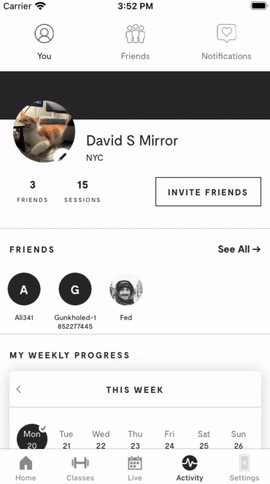 Carrier 3:52 PM
You Friends Notifications
David S Mirror
NYC
3 15
FRIENDS SESSIONS
INVITE FRIENDS
FRIENDS See All →
A G
Ali341 Gunkholed-1 Fed
852277445
MY WEEKLY PROGRESS
THIS WEEK
Mon Tue Wed Thu Fri Sat Sun
20 21 22 23 24 25 26
Home Classes Live Activity Settings